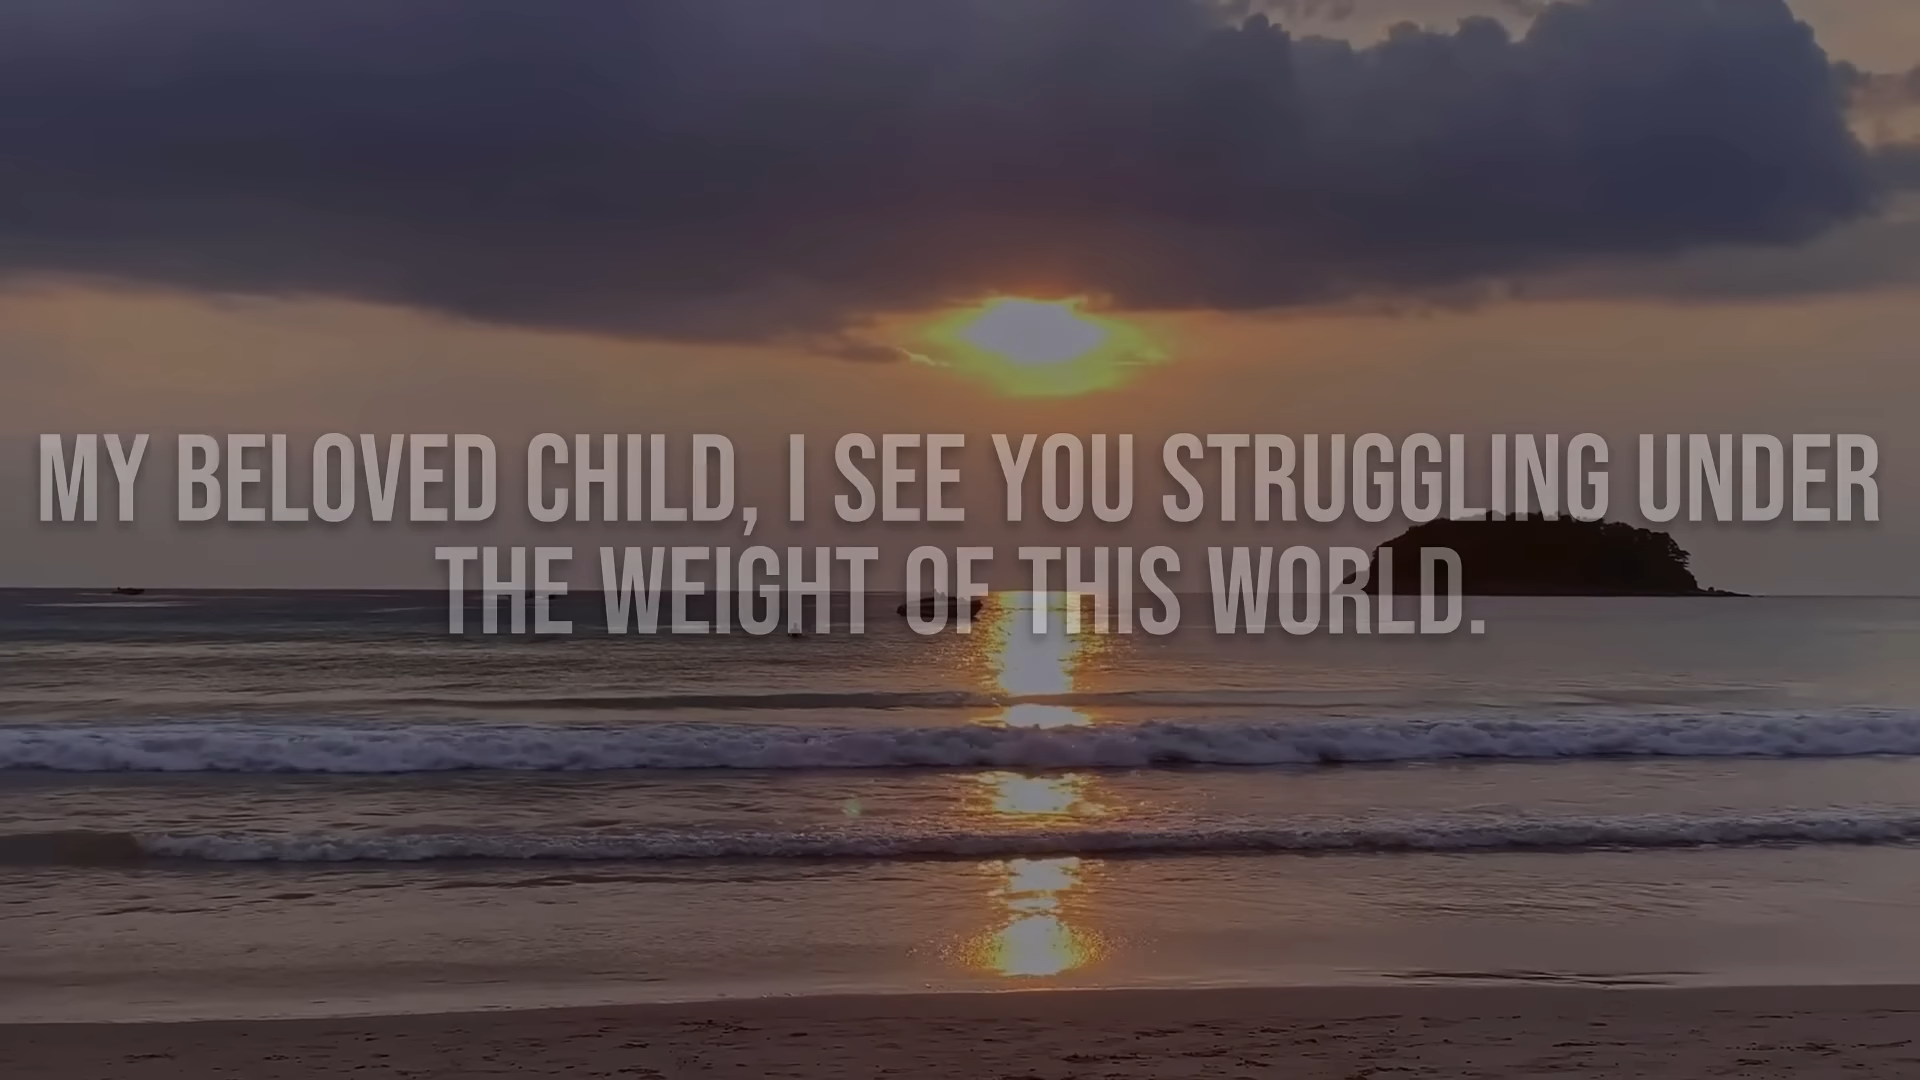 MY BELOVED CHILD, I SEE YOU STRUGGLING UNDER
THE WEIGHT OF THIS WORLD.